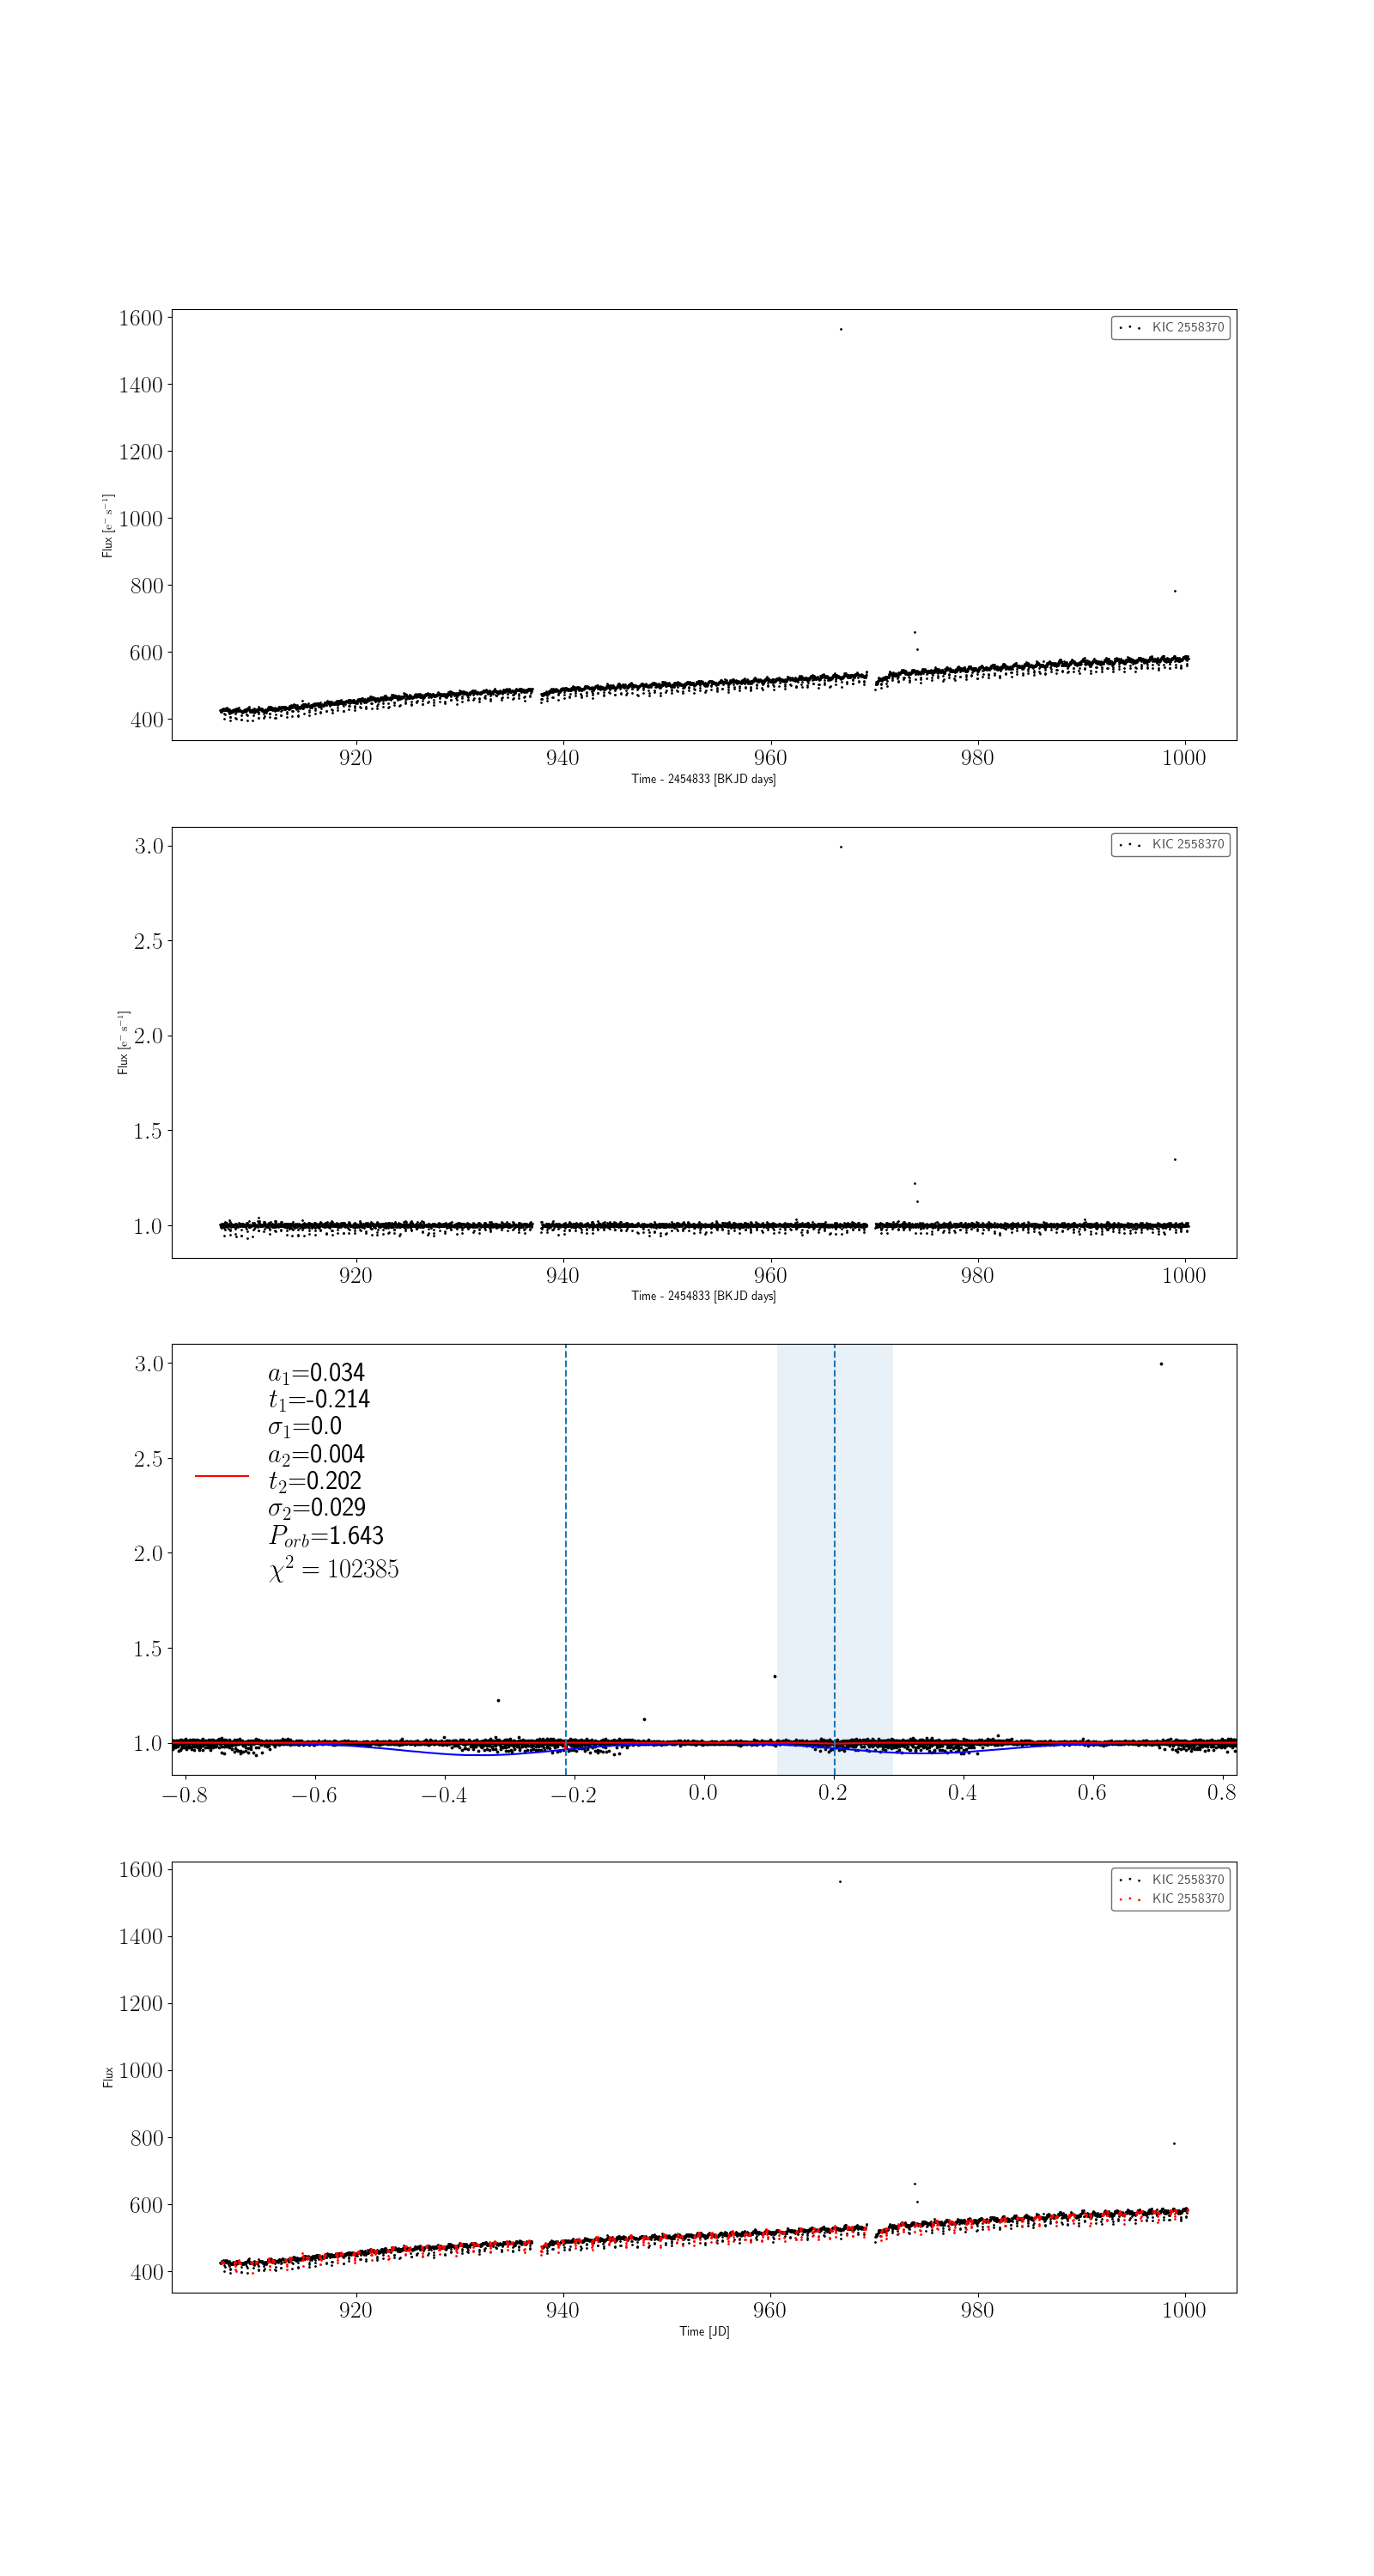 1600
1400
1200
1000
800
600
400
Flux [e⁻ s⁻¹]
KIC 2558370
920
940
960
980
1000
Time - 2454833 [BKJD days]
3.0
2.5
2.0
1.5
1.0
Flux [e⁻ s⁻¹]
KIC 2558370
920
940
960
980
1000
Time - 2454833 [BKJD days]
3.0
2.5
2.0
1.5
1.0
a₁=0.034
t₁=-0.214
σ₁=0.0
a₂=0.004
t₂=0.202
σ₂=0.029
P_orb=1.643
χ² = 102385
−0.8
−0.6
−0.4
−0.2
0.0
0.2
0.4
0.6
0.8
1600
1400
1200
1000
800
600
400
Flux
KIC 2558370
KIC 2558370
920
940
960
980
1000
Time [JD]